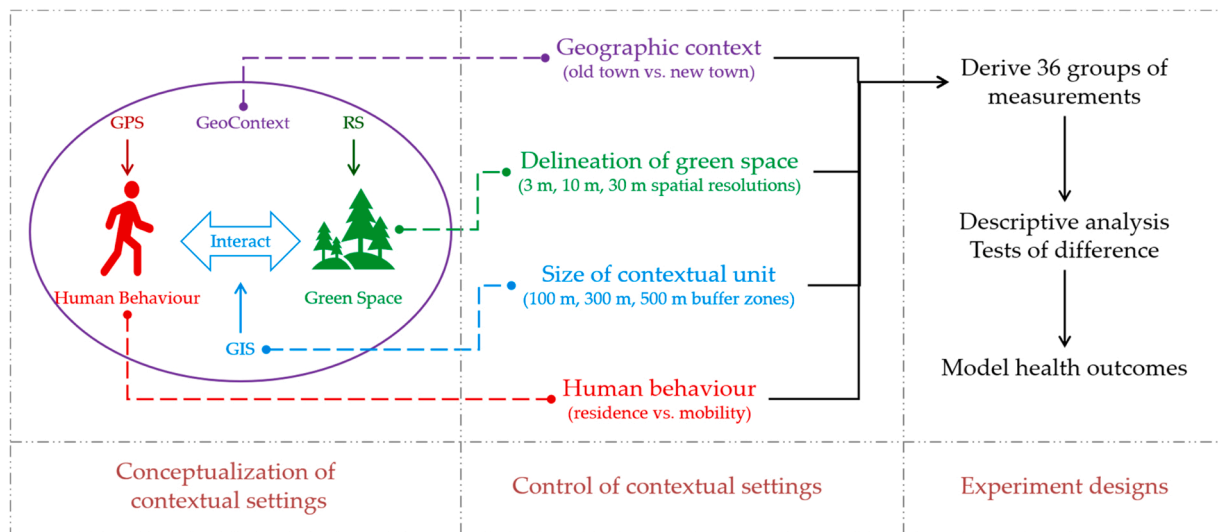 GPS
GeoContext
RS
Interact
Human Behaviour
Green Space
GIS
Conceptualization of
contextual settings
Geographic context
(old town vs. new town)
Delineation of green space
(3 m, 10 m, 30 m spatial resolutions)
Size of contextual unit
(100 m, 300 m, 500 m buffer zones)
Human behaviour
(residence vs. mobility)
Control of contextual settings
Derive 36 groups of
measurements
Descriptive analysis
Tests of difference
Model health outcomes
Experiment designs